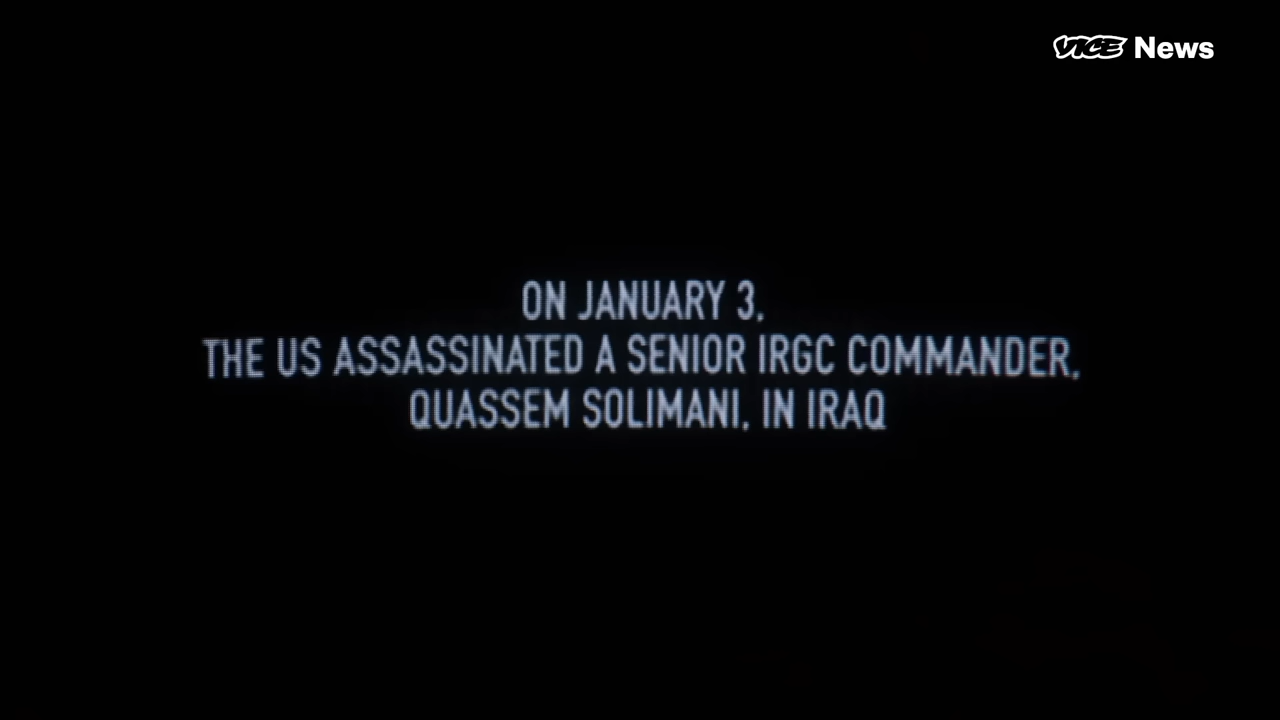 VICE News
ON JANUARY 3,
THE US ASSASSINATED A SENIOR IRGC COMMANDER,
QUASSEM SOLIMANI, IN IRAQ